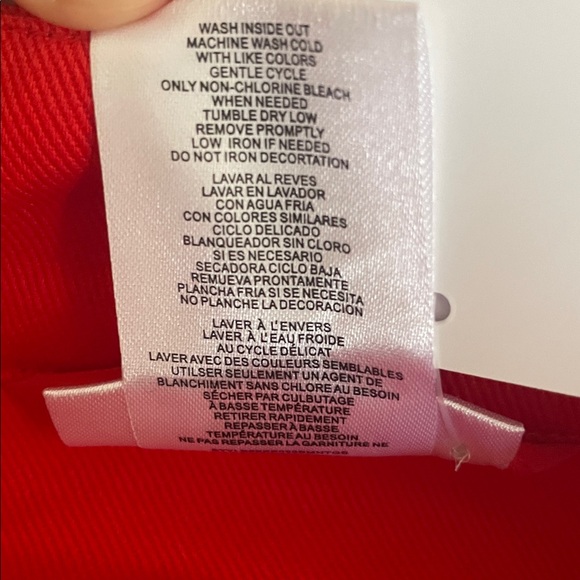 WASH INSIDE OUT
MACHINE WASH COLD
WITH LIKE COLORS
GENTLE CYCLE
ONLY NON-CHLORINE BLEACH
WHEN NEEDED
TUMBLE DRY LOW
REMOVE PROMPTLY
LOW IRON IF NEEDED
DO NOT IRON DECORTATION
LAVAR AL REVES
LAVAR EN LAVADOR
CON AGUA FRIA
CON COLORES SIMILARES
CICLO DELICADO
BLANQUEADOR SIN CLORO
SI ES NECESARIO
SECADORA CICLO BAJA
REMUEVA PRONTAMENTE
PLANCHA FRIA SI SE NECESITA
NO PLANCHE LA DECORACION
LAVER À L'ENVERS
LAVER À L'EAU FROIDE
AU CYCLE DÉLICAT
LAVER AVEC DES COULEURS SEMBLABLES
UTILSER SEULEMENT UN AGENT DE
BLANCHIMENT SANS CHLORE AU BESOIN
SÉCHER PAR CULBUTAGE
À BASSE TEMPÉRATURE
RETIRER RAPIDEMENT
REPASSER À BASSE
TEMPÉRATURE AU BESOIN
NE PAS REPASSER LA GARNITURE NE